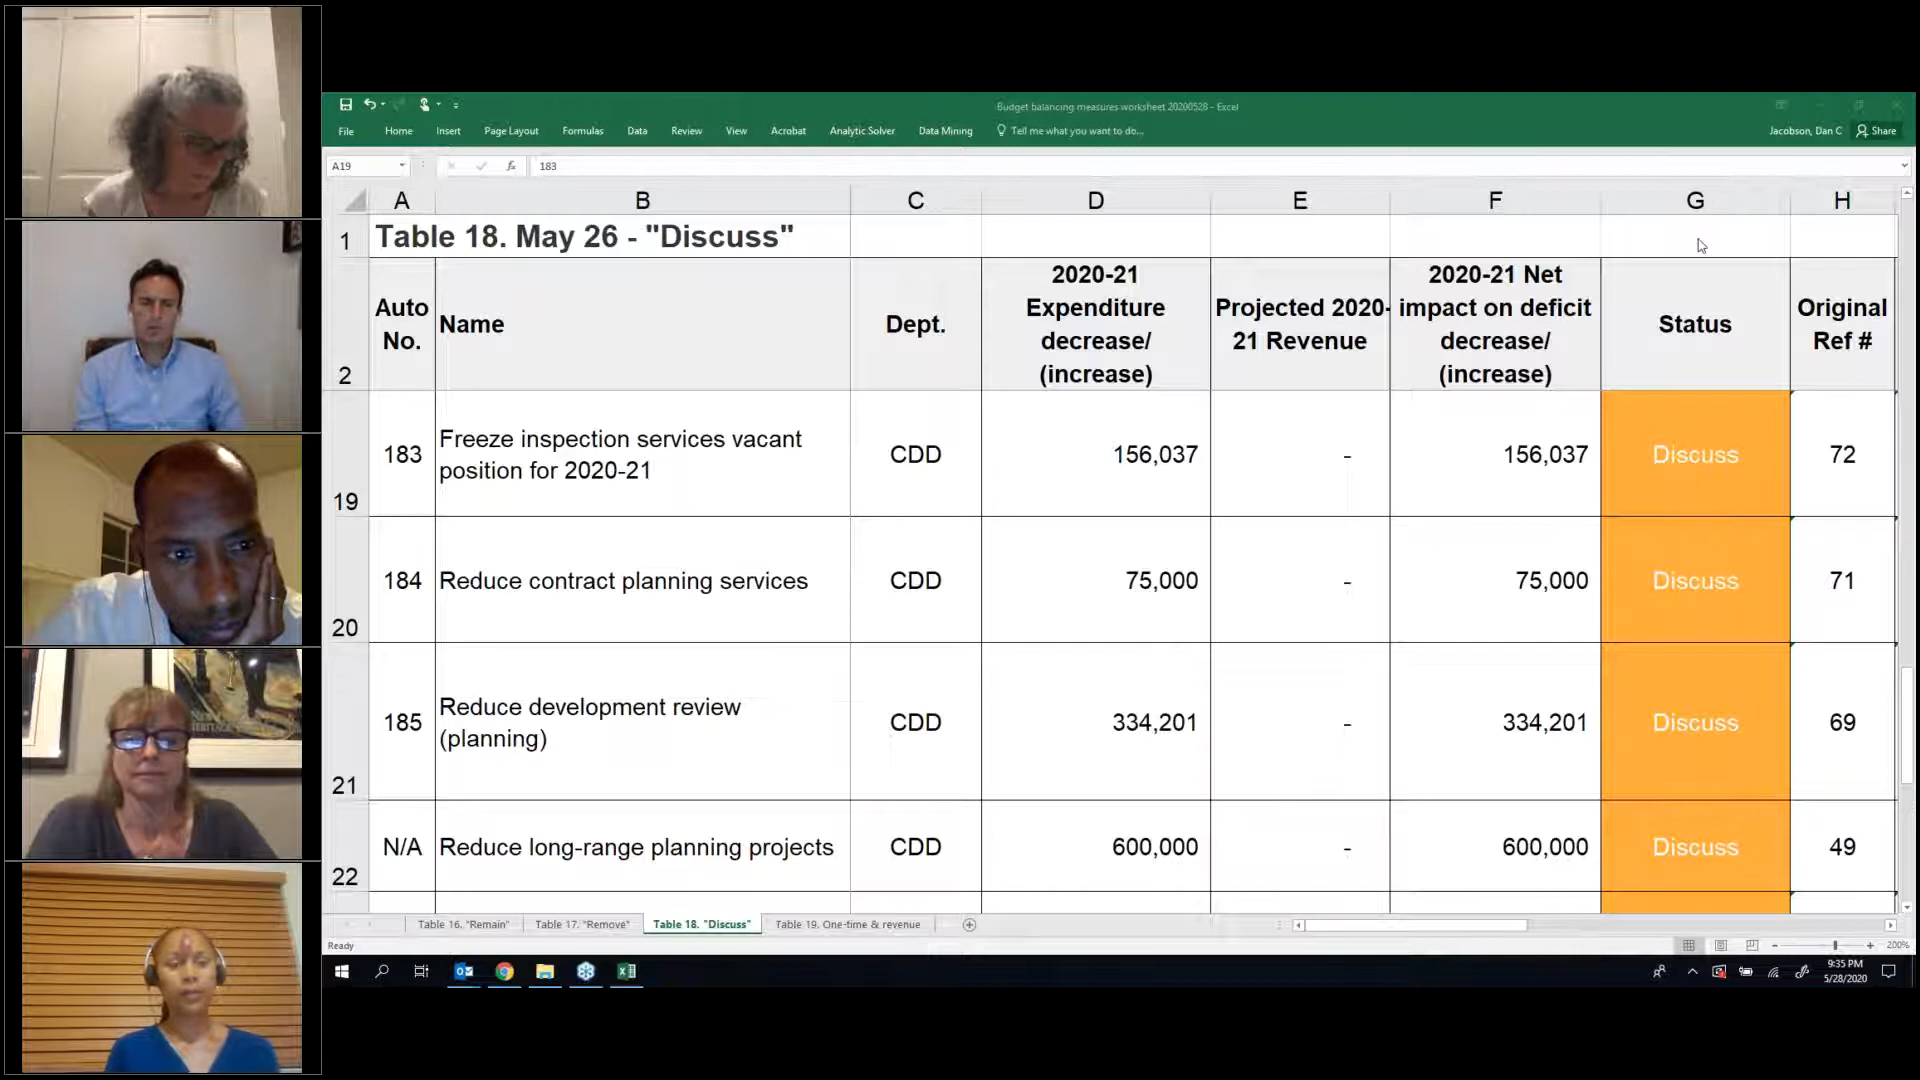 Budget balancing measures worksheet 20200528 - Excel
File Home Insert Page Layout Formulas Data Review View Acrobat Analytic Solver Data Mining Tell me what you want to do... Jacobson, Dan C Share
A19 fx 183
A B C D E F G H
1 Table 18. May 26 - "Discuss"
2020-21 2020-21 Net
Auto Expenditure Projected 2020- impact on deficit Original
Name Dept. Status
No. decrease/ 21 Revenue decrease/ Ref #
2 (increase) (increase)
Freeze inspection services vacant
183 CDD 156,037 - 156,037 Discuss 72
position for 2020-21
19
184 Reduce contract planning services CDD 75,000 - 75,000 Discuss 71
20
Reduce development review
185 CDD 334,201 - 334,201 Discuss 69
(planning)
21
N/A Reduce long-range planning projects CDD 600,000 - 600,000 Discuss 49
22
Table 16. "Remain" Table 17. "Remove" Table 18. "Discuss" Table 19. One-time & revenue
Ready 200%
9:35 PM
5/28/2020